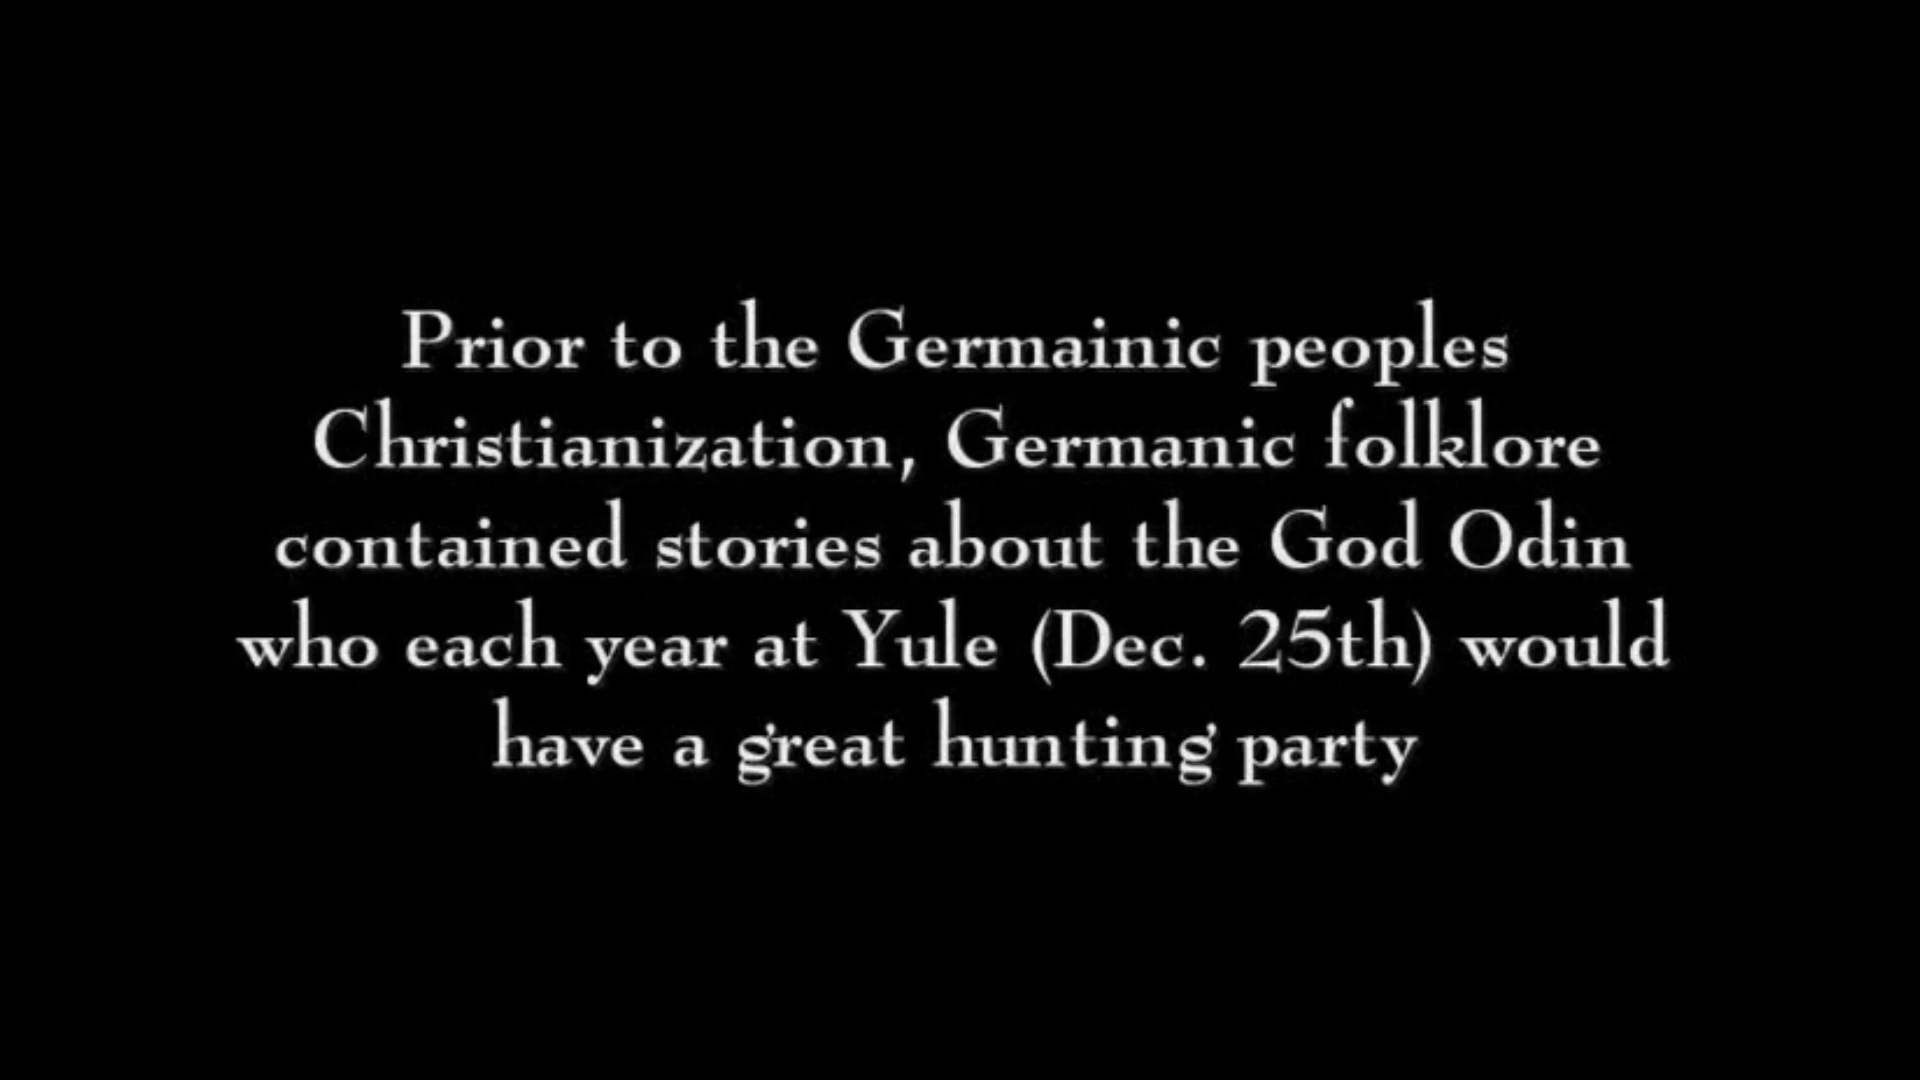 Prior to the Germainic peoples
Christianization, Germanic folklore
contained stories about the God Odin
who each year at Yule (Dec. 25th) would
have a great hunting party